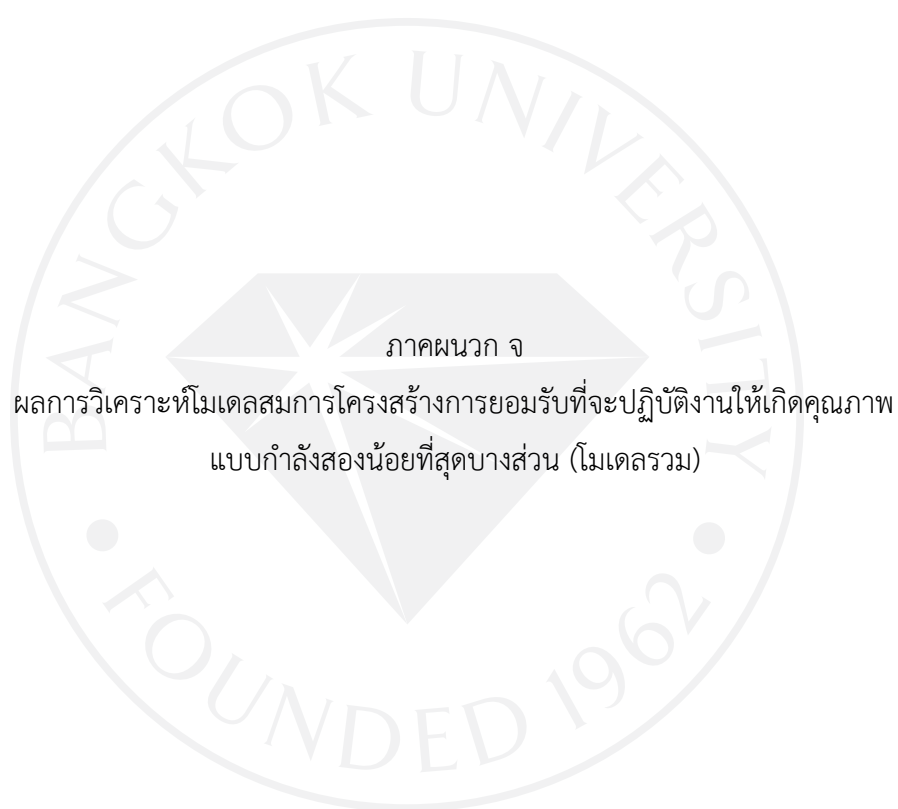 BANGKOK UNIVERSITY
ภาคผนวก จ
ผลการวิเคราะห์โมเดลสมการโครงสร้างการยอมรับที่จะปฏิบัติงานให้เกิดคุณภาพ
แบบกำลังสองน้อยที่สุดบางส่วน (โมเดลรวม)
FOUNDED 1962